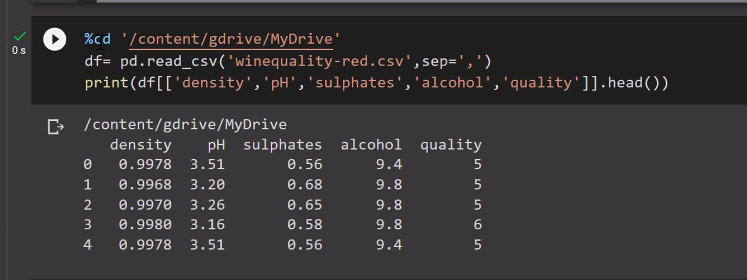 %cd '/content/gdrive/MyDrive'
df= pd.read_csv('winequality-red.csv',sep=',')
print(df[['density','pH','sulphates','alcohol','quality']].head())
0 s
/content/gdrive/MyDrive
density pH sulphates alcohol quality
0 0.9978 3.51 0.56 9.4 5
1 0.9968 3.20 0.68 9.8 5
2 0.9970 3.26 0.65 9.8 5
3 0.9980 3.16 0.58 9.8 6
4 0.9978 3.51 0.56 9.4 5